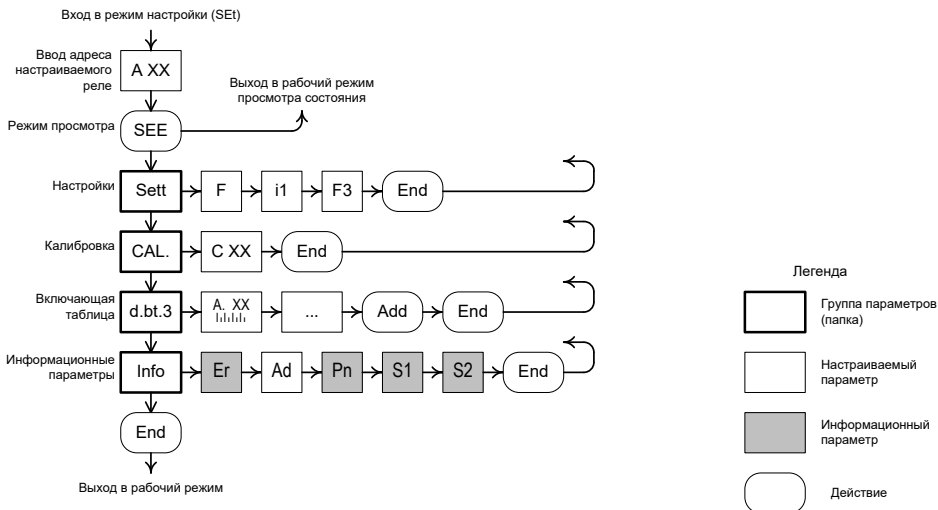 Вход в режим настройки (SEt)
Ввод адреса
настраиваемого
реле
A XX
Выход в рабочий режим
просмотра состояния
Режим просмотра
SEE
Настройки
Sett
F
i1
F3
End
Калибровка
CAL.
C XX
End
Включающая
таблица
d.bt.3
A. XX
...
Add
End
Информационные
параметры
Info
Er
Ad
Pn
S1
S2
End
End
Выход в рабочий режим
Легенда
Группа параметров
(папка)
Настраиваемый
параметр
Информационный
параметр
Действие